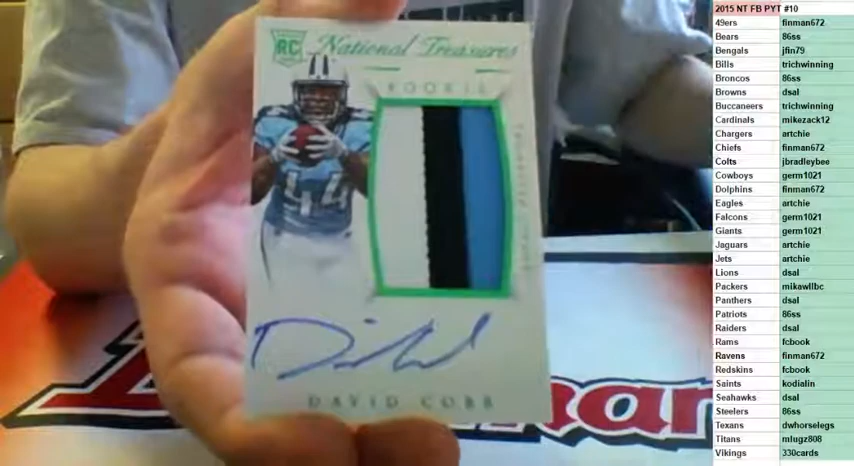 RC
National Treasures
ROOKIE
44
DAVID COBB
2015 NT FB PYT #10
49ers finman672
Bears 86ss
Bengals jfin79
Bills trichwinning
Broncos 86ss
Browns dsal
Buccaneers trichwinning
Cardinals mikezack12
Chargers artchie
Chiefs finman672
Colts jbradleybee
Cowboys germ1021
Dolphins finman672
Eagles artchie
Falcons germ1021
Giants germ1021
Jaguars artchie
Jets artchie
Lions dsal
Packers mikawllbc
Panthers dsal
Patriots 86ss
Raiders dsal
Rams fcbook
Ravens finman672
Redskins fcbook
Saints kodialin
Seahawks dsal
Steelers 86ss
Texans dwhorselegs
Titans mlugz808
Vikings 330cards